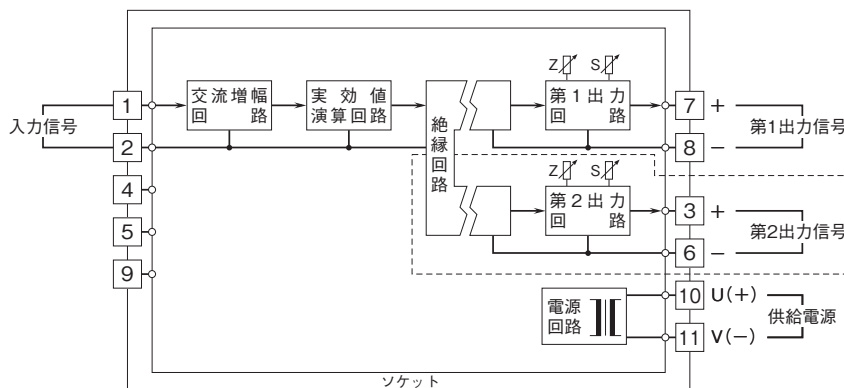 Z S
Z S
交流増幅
回路
実効値
演算回路
絶縁回路
第1出力
回路
第2出力
回路
電源
回路
入力信号
1
2
4
5
9
7 +
8 −
第1出力信号
3 +
6 −
第2出力信号
10 U(+)
11 V(−)
供給電源
ソケット